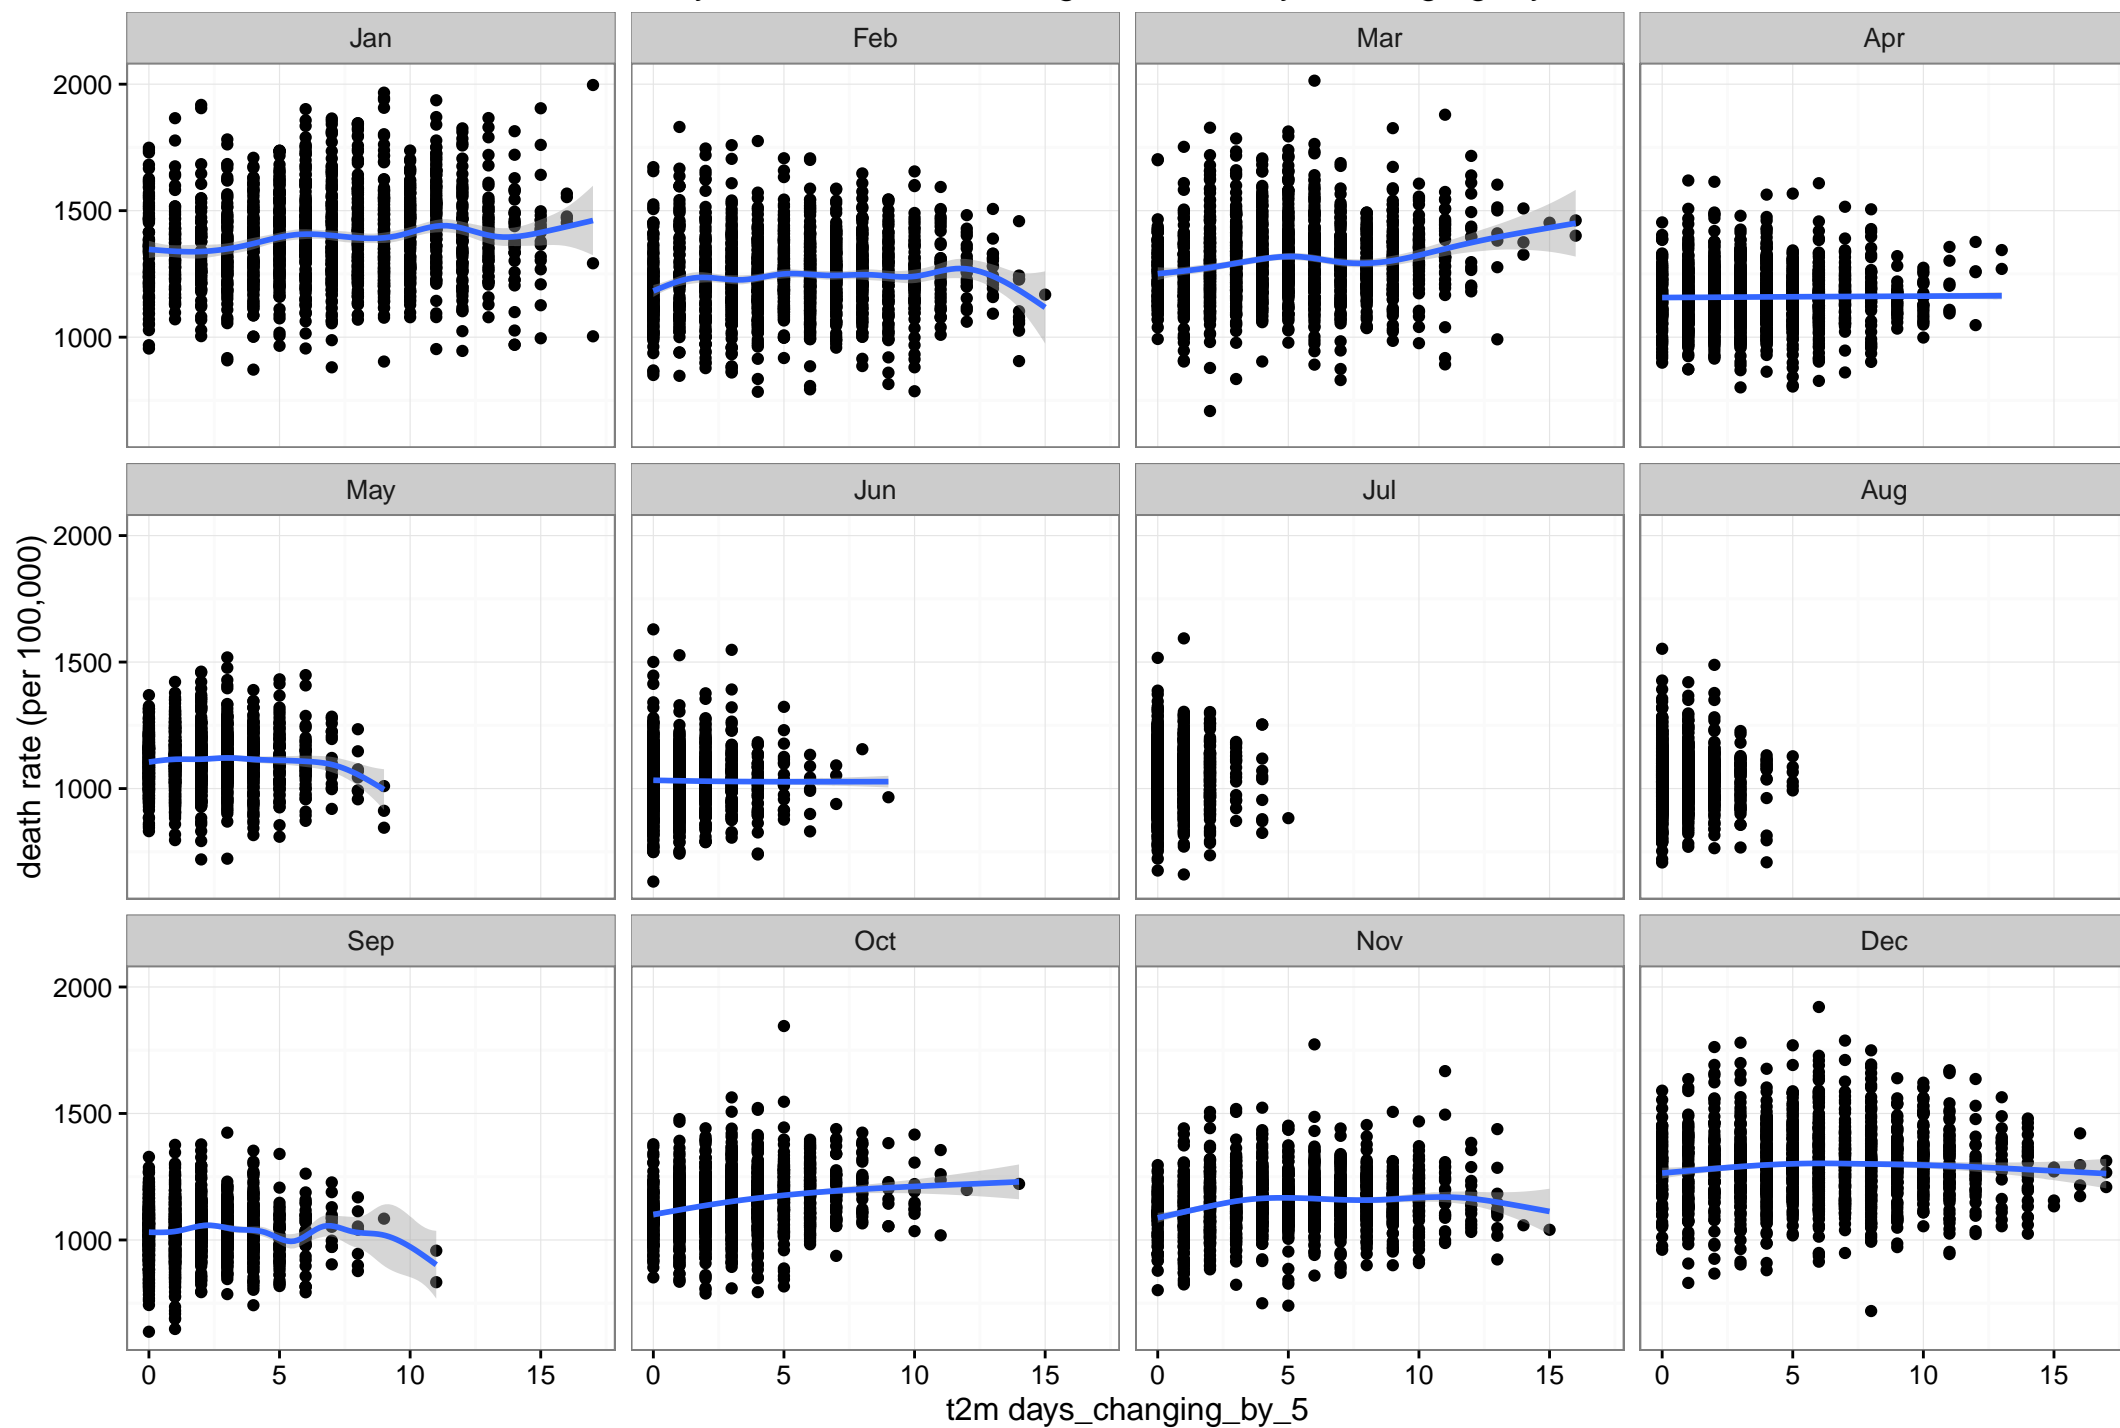 Jan Feb Mar Apr
2000
1500
1000
May Jun Jul Aug
2000
1500
1000
death rate (per 100,000)
Sep Oct Nov Dec
2000
1500
1000
0 5 10 15 0 5 10 15 0 5 10 15 0 5 10 15
t2m days_changing_by_5